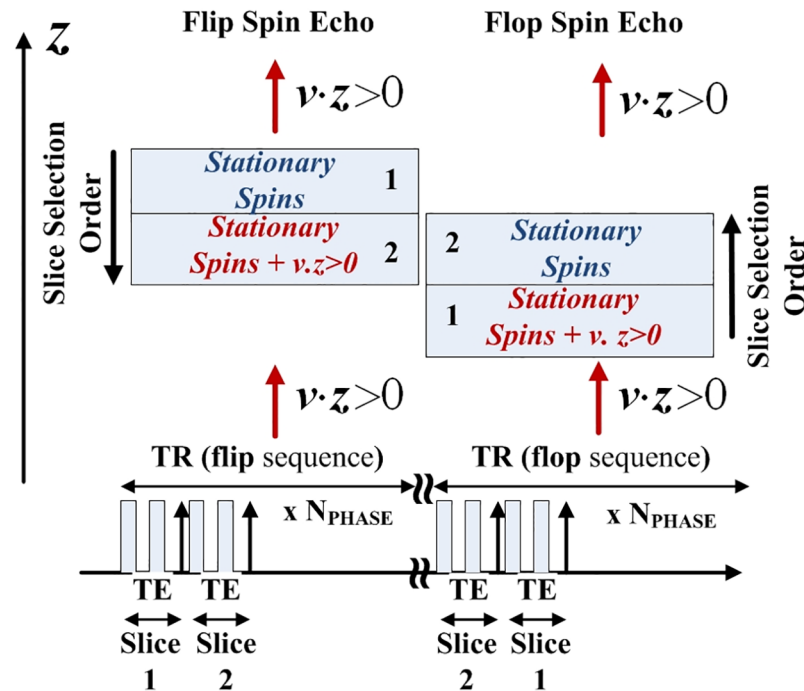 Flip Spin Echo
Flop Spin Echo
z
v·z>0
v·z>0
Slice Selection
Order
Stationary
Spins
1
Stationary
Spins + v.z>0
2
2
Stationary
Spins
1
Stationary
Spins + v. z>0
Slice Selection
Order
v·z>0
v·z>0
TR (flip sequence)
TR (flop sequence)
x NPHASE
x NPHASE
TE
TE
TE
TE
Slice
1
Slice
2
Slice
2
Slice
1